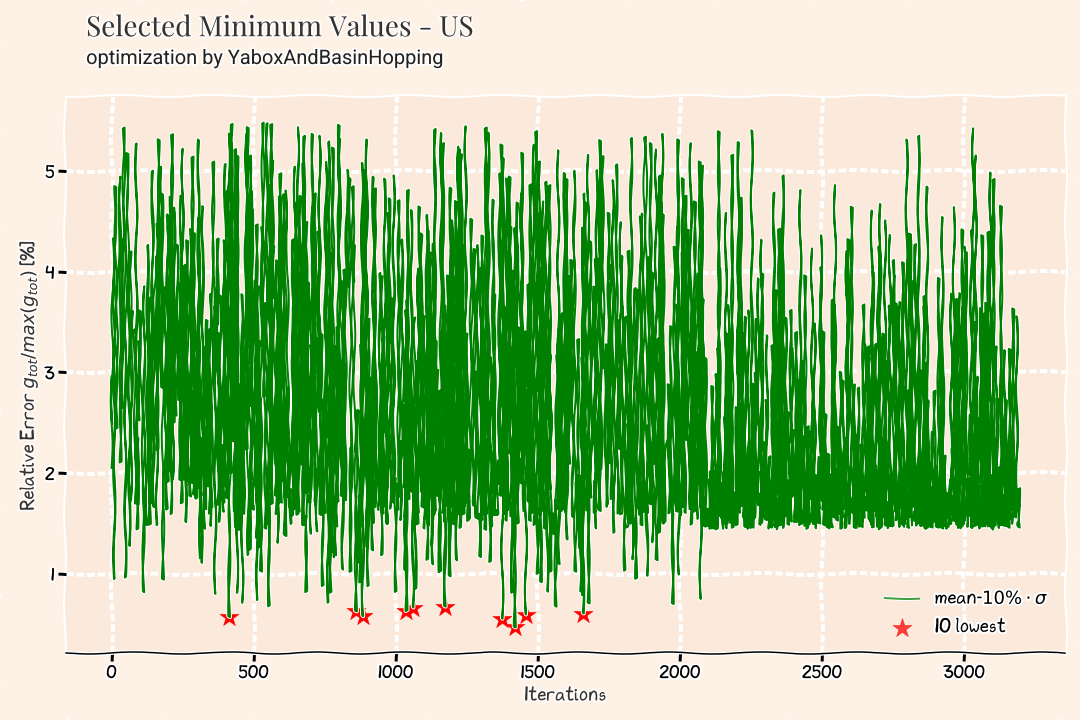 Selected Minimum Values - US
optimization by YaboxAndBasinHopping
Relative Error g_tot/max(g_tot) [%]
5
4
3
2
1
0 500 1000 1500 2000 2500 3000
Iterations
mean-10% · σ
10 lowest